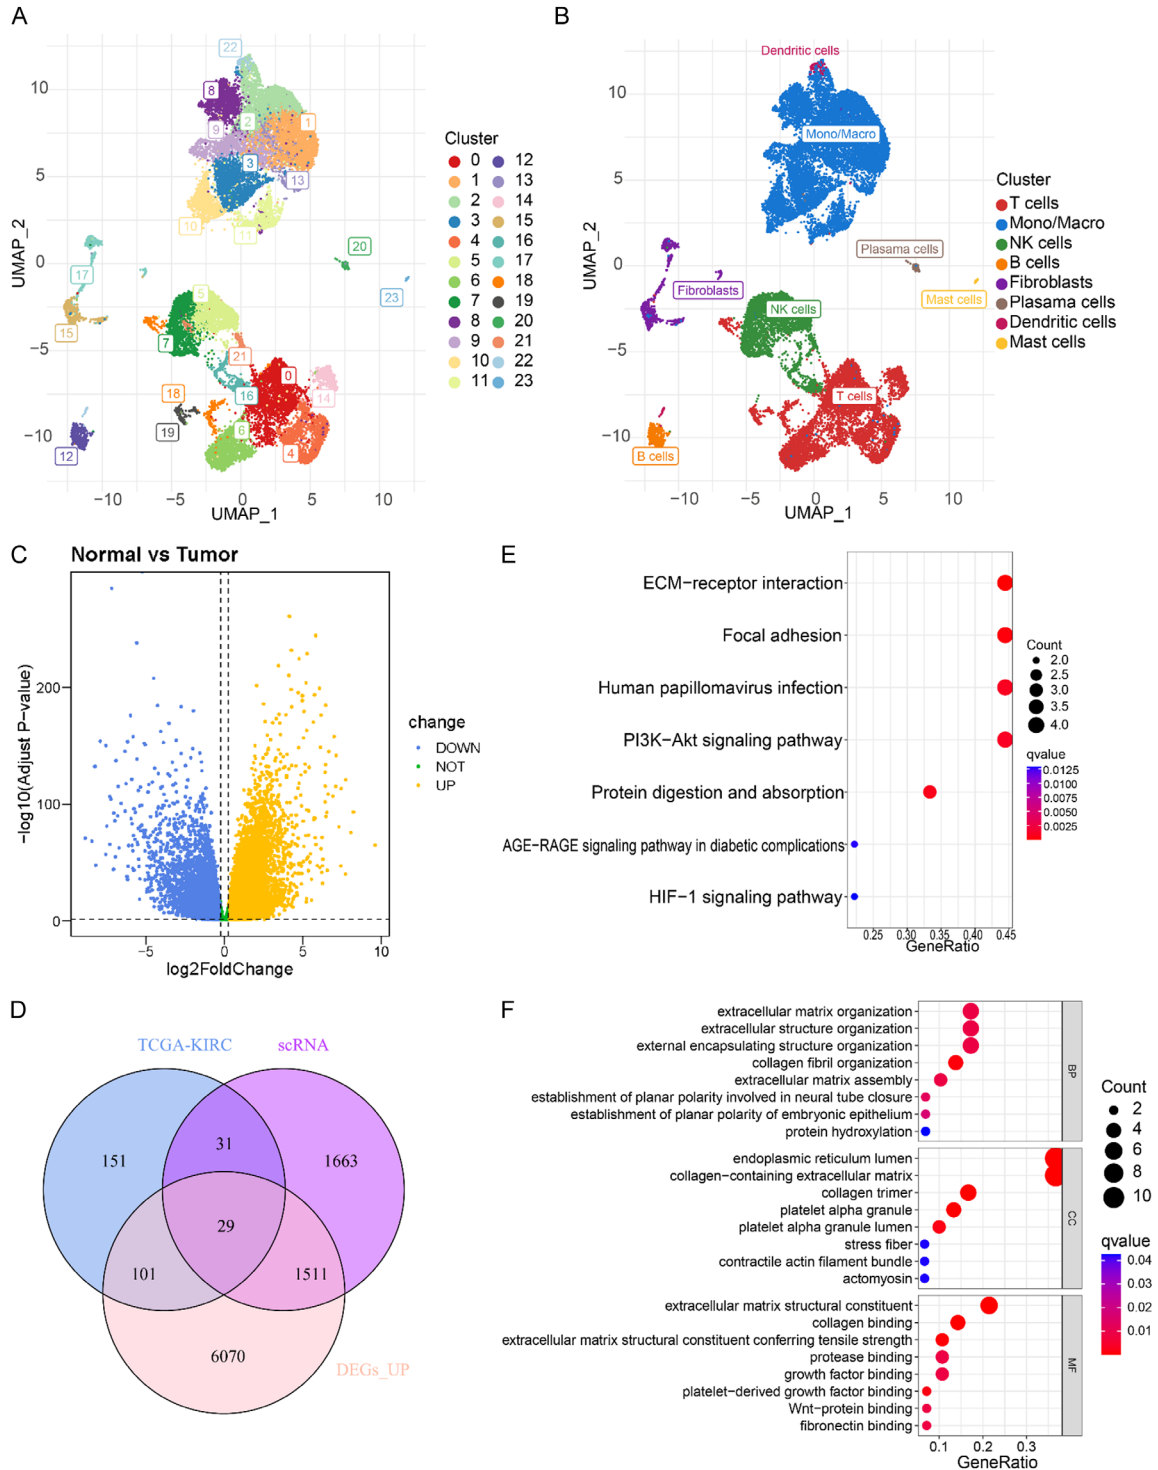 A
22
8
9
2
1
3
13
10
11
20
17
23
15
5
7
21
0
18
16
14
19
6
12
4
10
5
0
−5
−10
UMAP_2
−10
−5
0
5
10
UMAP_1
Cluster
0
12
1
13
2
14
3
15
4
16
5
17
6
18
7
19
8
20
9
21
10
22
11
23
B
Dendritic cells
Mono/Macro
Plasama cells
Fibroblasts
Mast cells
NK cells
T cells
B cells
10
5
0
−5
−10
UMAP_2
−10
−5
0
5
10
UMAP_1
Cluster
T cells
Mono/Macro
NK cells
B cells
Fibroblasts
Plasama cells
Dendritic cells
Mast cells
C
Normal vs Tumor
−log10(Adjust P−value)
200
100
0
−5
0
5
10
log2FoldChange
change
DOWN
NOT
UP
E
ECM−receptor interaction
Focal adhesion
Human papillomavirus infection
PI3K−Akt signaling pathway
Protein digestion and absorption
AGE−RAGE signaling pathway in diabetic complications
HIF−1 signaling pathway
0.25
0.30
0.35
0.40
0.45
GeneRatio
Count
2.0
2.5
3.0
3.5
4.0
qvalue
0.0125
0.0100
0.0075
0.0050
0.0025
D
TCGA-KIRC
scRNA
151
31
1663
29
101
1511
6070
DEGs_UP
F
extracellular matrix organization
extracellular structure organization
external encapsulating structure organization
collagen fibril organization
extracellular matrix assembly
establishment of planar polarity involved in neural tube closure
establishment of planar polarity of embryonic epithelium
protein hydroxylation
BP
endoplasmic reticulum lumen
collagen−containing extracellular matrix
collagen trimer
platelet alpha granule
platelet alpha granule lumen
stress fiber
contractile actin filament bundle
actomyosin
CC
extracellular matrix structural constituent
collagen binding
extracellular matrix structural constituent conferring tensile strength
protease binding
growth factor binding
platelet−derived growth factor binding
Wnt−protein binding
fibronectin binding
MF
0.1
0.2
0.3
GeneRatio
Count
2
4
6
8
10
qvalue
0.04
0.03
0.02
0.01